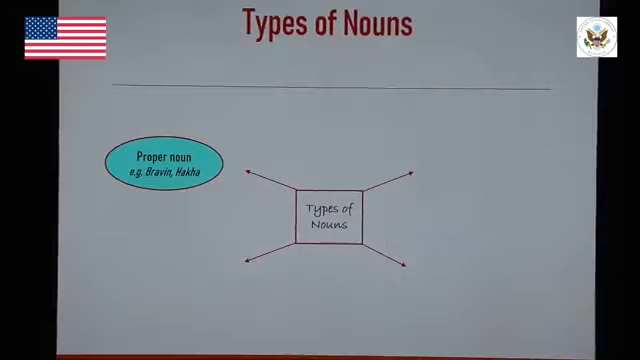 Types of Nouns
Proper noun
e.g. Bravin, Hakha
Types of
Nouns